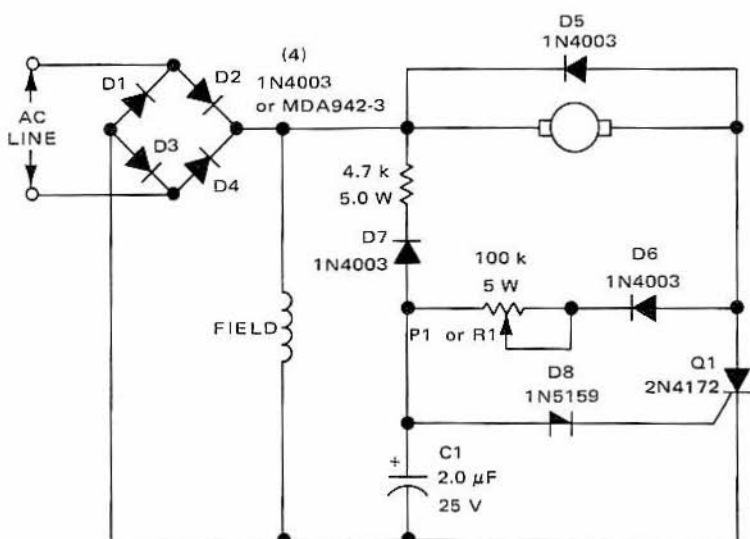 D5
1N4003
(4)
1N4003
or MDA942-3
D1
D2
AC
LINE
D3
D4
4.7 k
5.0 W
D7
1N4003
100 k
5 W
D6
1N4003
FIELD
P1 or R1
Q1
2N4172
D8
1N5159
+
C1
2.0 μF
25 V